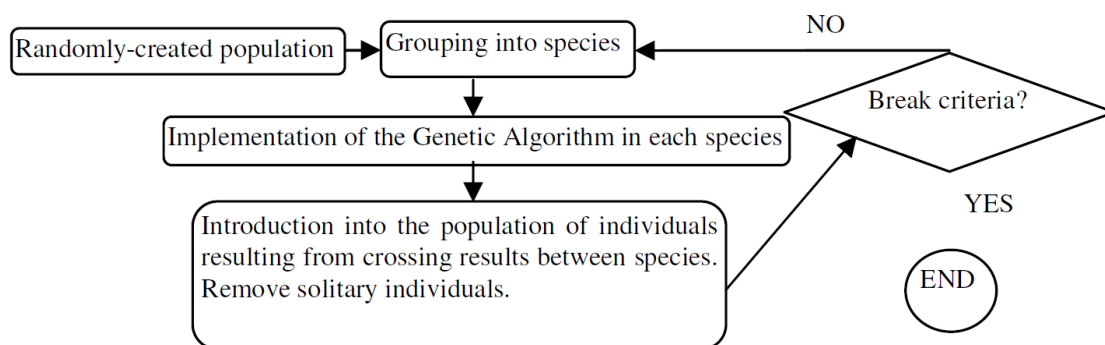 Randomly-created population
Grouping into species
NO
Break criteria?
Implementation of the Genetic Algorithm in each species
Introduction into the population of individuals
resulting from crossing results between species.
Remove solitary individuals.
YES
END